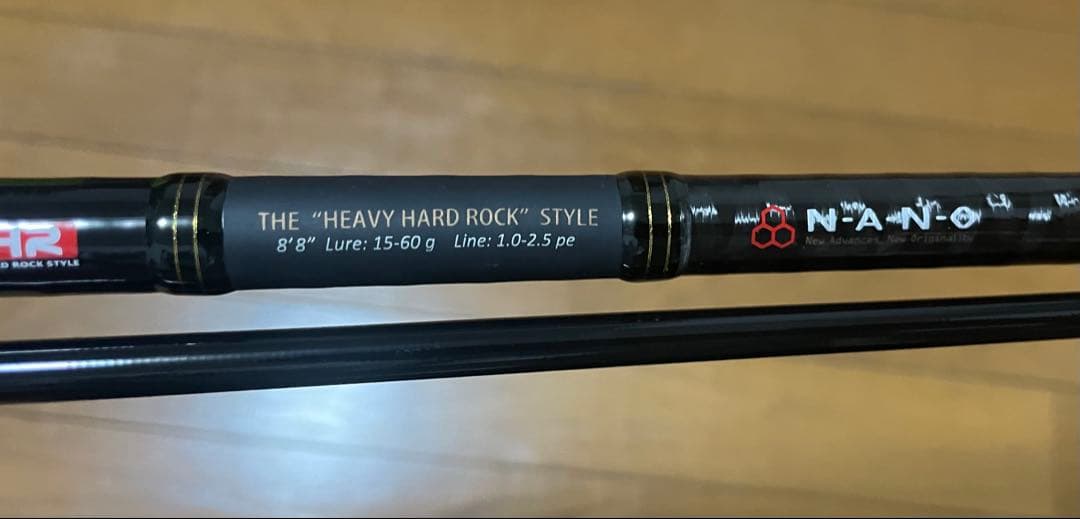 HR
D ROCK STYLE
THE "HEAVY HARD ROCK" STYLE
8'8" Lure: 15-60 g Line: 1.0-2.5 pe
N-A-N-O
New Advances, New Originality